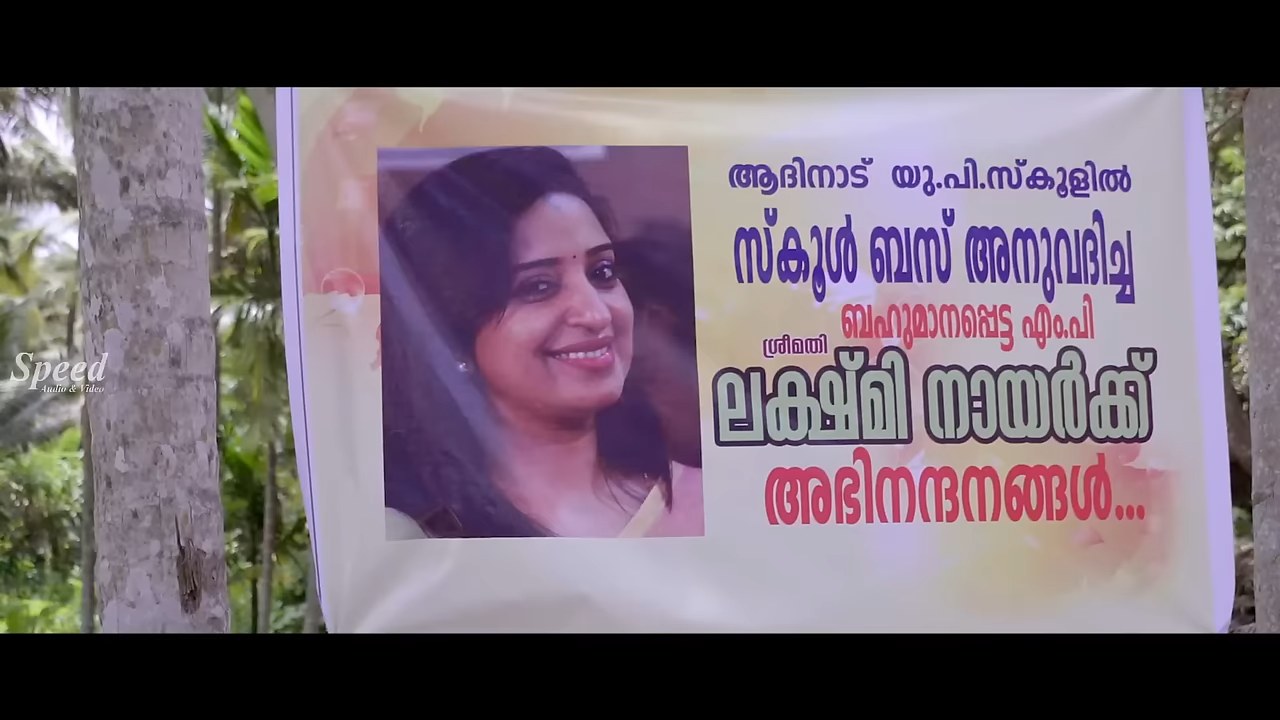 ആദിനാട് യു.പി.സ്കൂളിൽ
സ്കൂൾ ബസ് അനുവദിച്ച
ബഹുമാനപ്പെട്ട എം.പി
ശ്രീമതി
ലക്ഷ്മി നായർക്ക്
അഭിനന്ദനങ്ങൾ...
Speed
Audio & Video